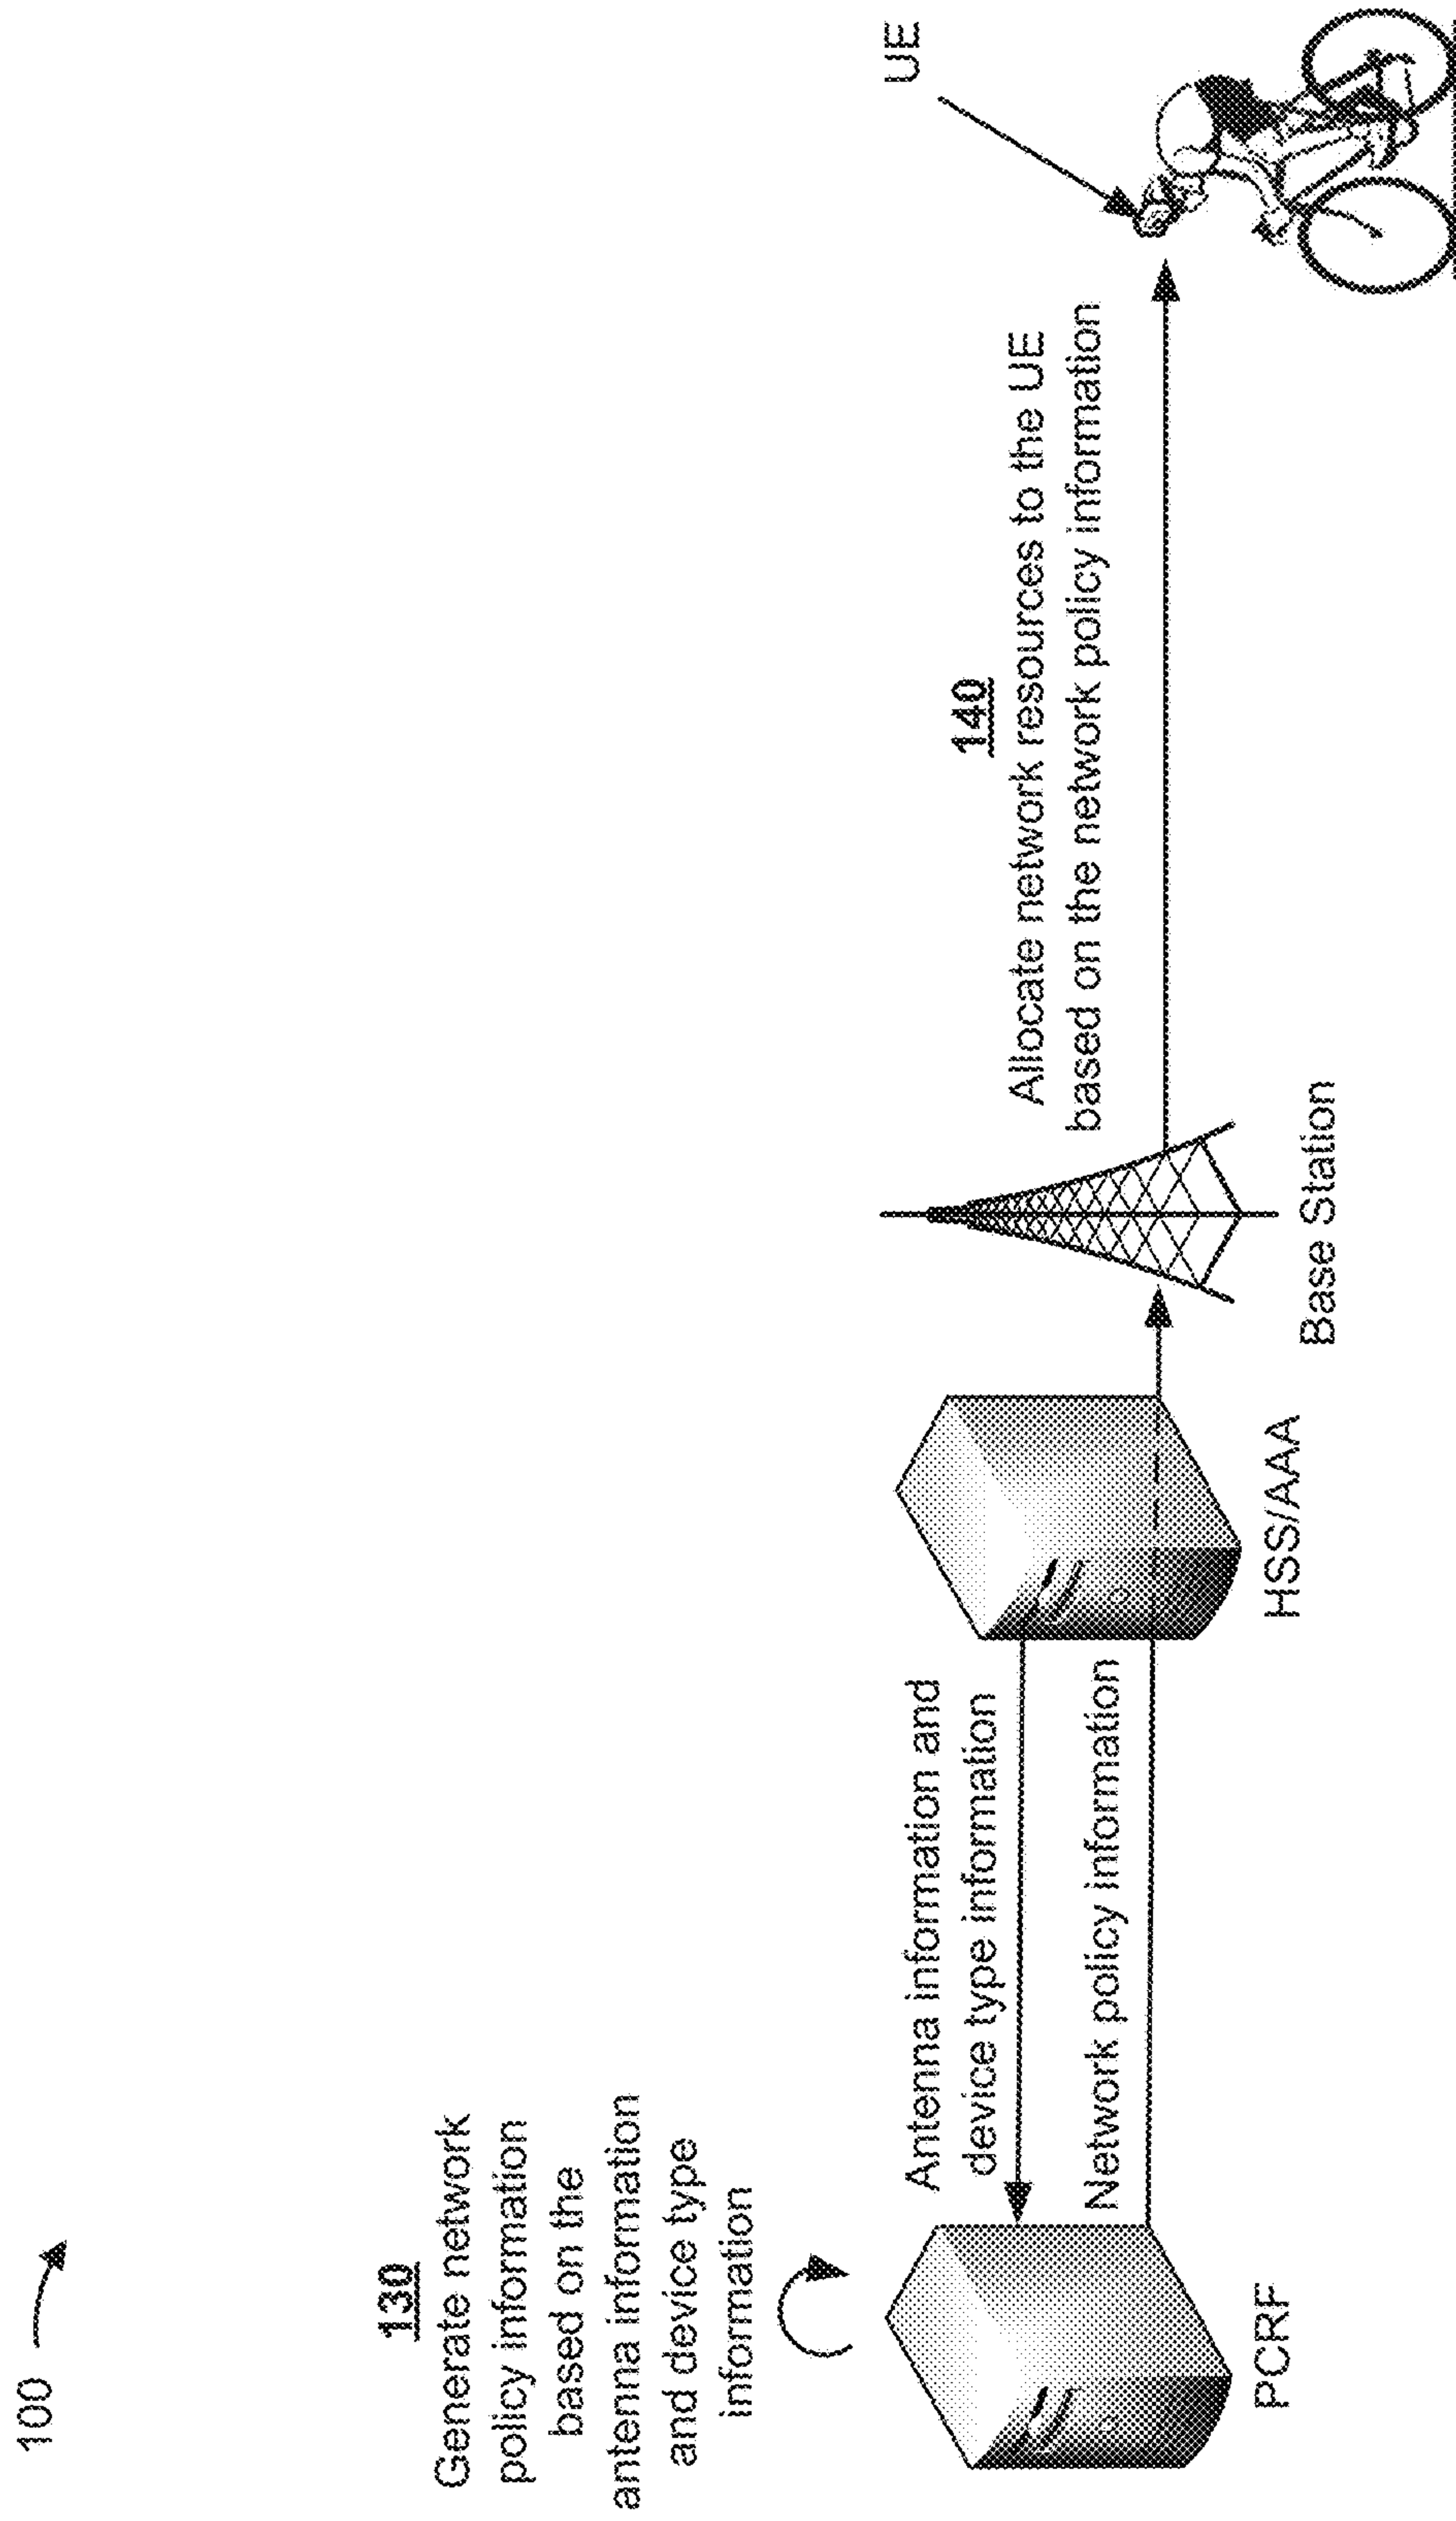 100
130
Generate network
policy information
based on the
antenna information
and device type
information
Antenna information and
device type information
Network policy information
PCRF
HSS/AAA
Base Station
140
Allocate network resources to the UE
based on the network policy information
UE